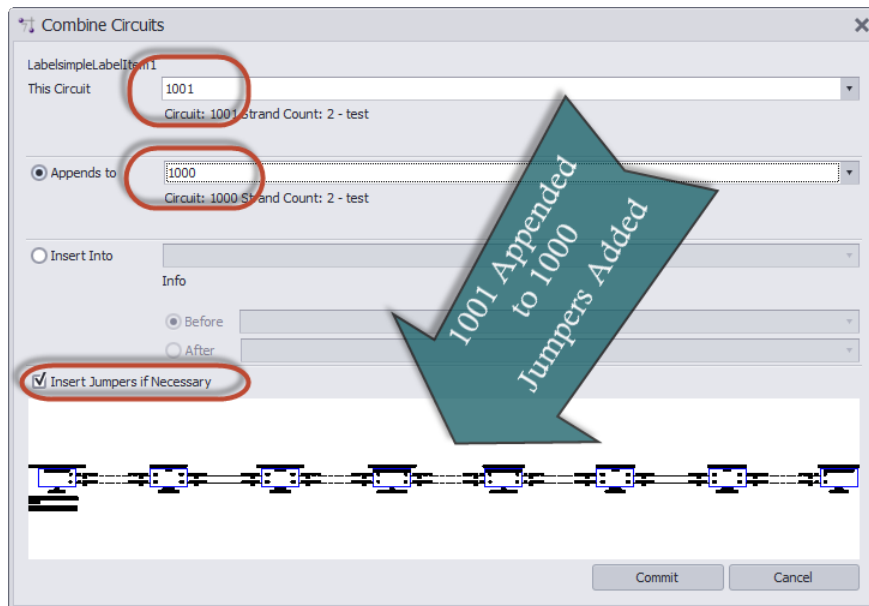 Combine Circuits
LabelsimpleLabelItem1
This Circuit
1001
Circuit: 1001 Strand Count: 2 - test
Appends to
1000
Circuit: 1000 Strand Count: 2 - test
Insert Into
Info
Before
After
1001 Appended
to 1000
Jumpers Added
Insert Jumpers if Necessary
Commit
Cancel